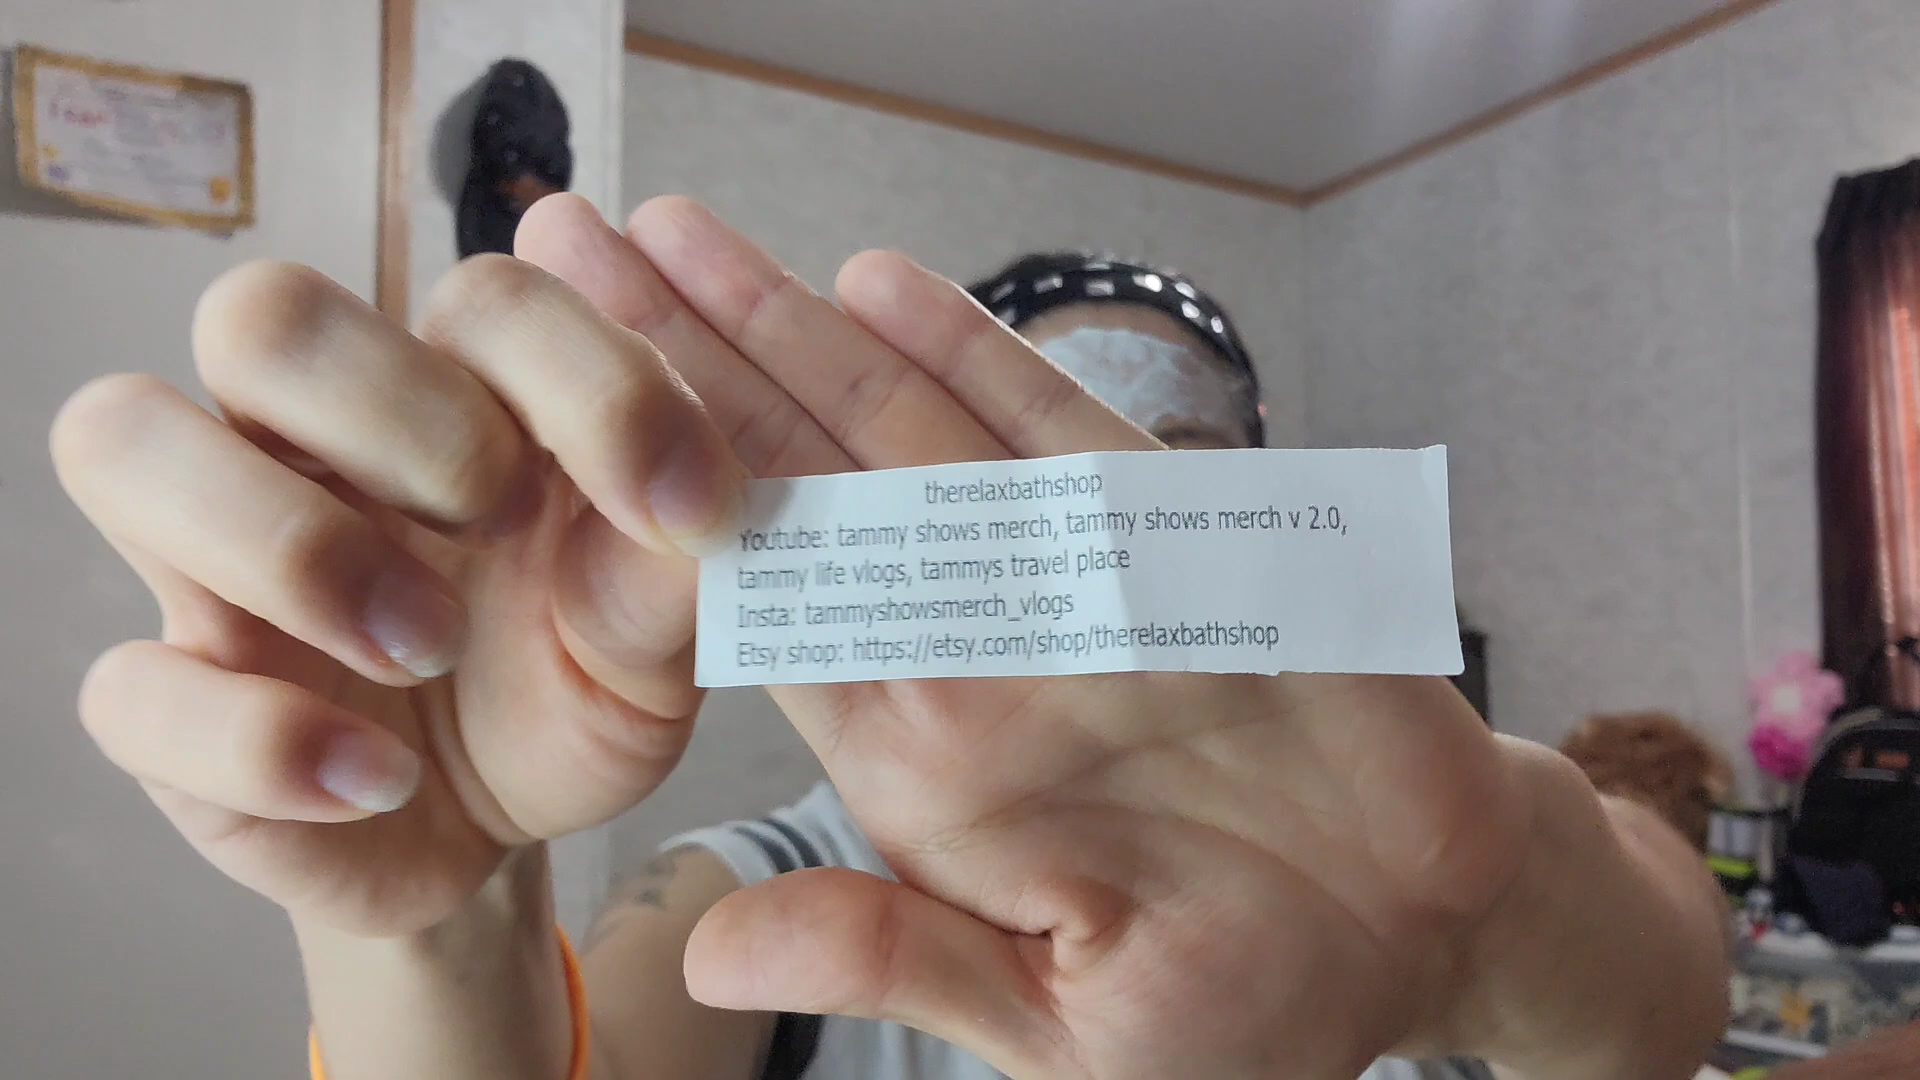 therelaxbathshop
Youtube: tammy shows merch, tammy shows merch v 2.0,
tammy life vlogs, tammys travel place
Insta: tammyshowsmerch_vlogs
Etsy shop: https://etsy.com/shop/therelaxbathshop